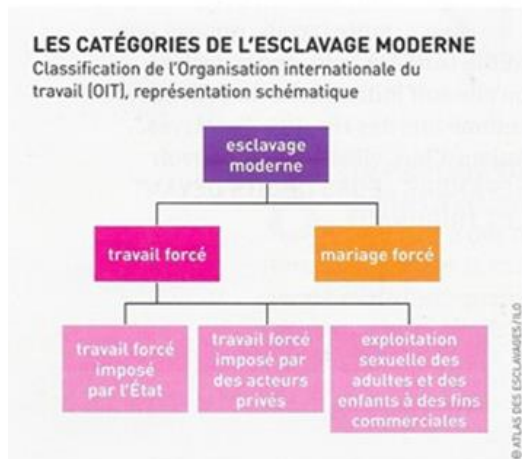 LES CATÉGORIES DE L'ESCLAVAGE MODERNE
Classification de l'Organisation internationale du
travail (OIT), représentation schématique
esclavage
moderne
travail forcé
mariage forcé
travail forcé
imposé
par l'État
travail forcé
imposé par
des acteurs
privés
exploitation
sexuelle des
adultes et des
enfants à des fins
commerciales
© ATLAS DES ESCLAVAGES/ILO